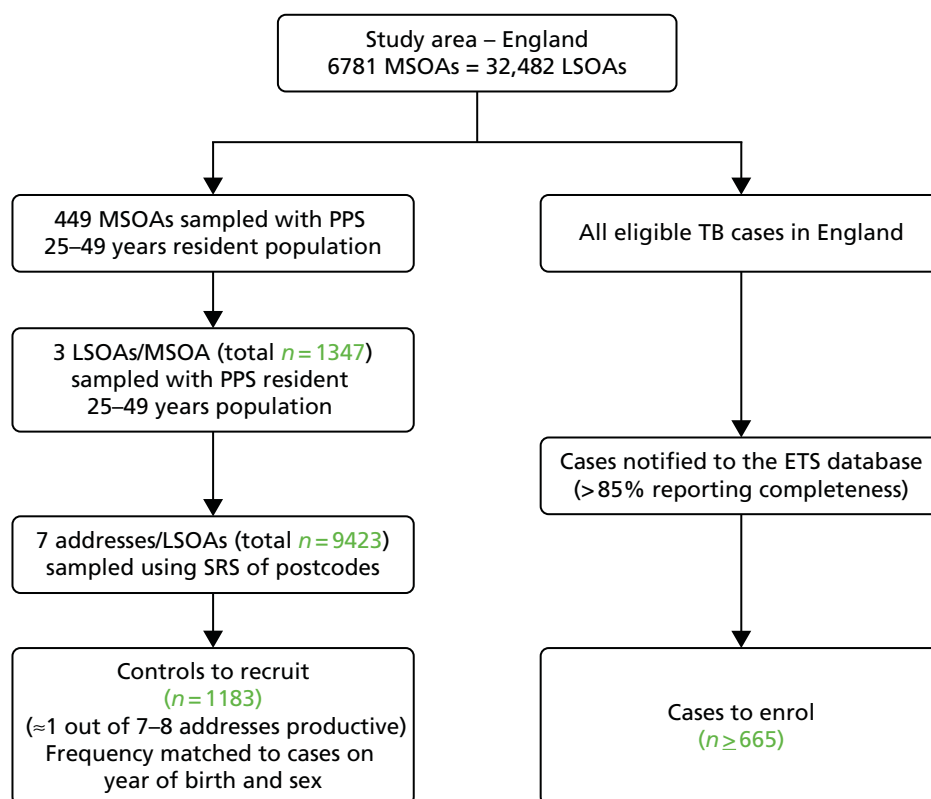 Study area – England
6781 MSOAs = 32,482 LSOAs
449 MSOAs sampled with PPS
25–49 years resident population
All eligible TB cases in England
3 LSOAs/MSOA (total n = 1347)
sampled with PPS resident
25–49 years population
Cases notified to the ETS database
(>85% reporting completeness)
7 addresses/LSOAs (total n = 9423)
sampled using SRS of postcodes
Controls to recruit
(n = 1183)
(≈1 out of 7–8 addresses productive)
Frequency matched to cases on
year of birth and sex
Cases to enrol
(n ≥ 665)